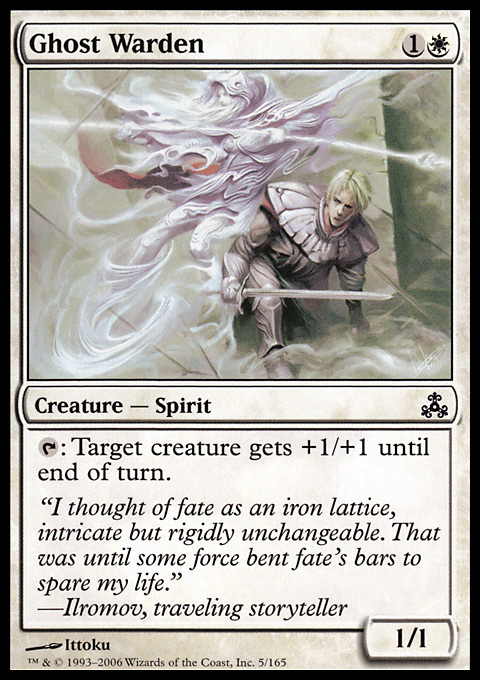 Ghost Warden 1
Creature — Spirit
: Target creature gets +1/+1 until
end of turn.
“I thought of fate as an iron lattice,
intricate but rigidly unchangeable. That
was until some force bent fate’s bars to
spare my life.”
—Ilromov, traveling storyteller
1/1
Ittoku
™ & © 1993–2006 Wizards of the Coast, Inc. 5/165